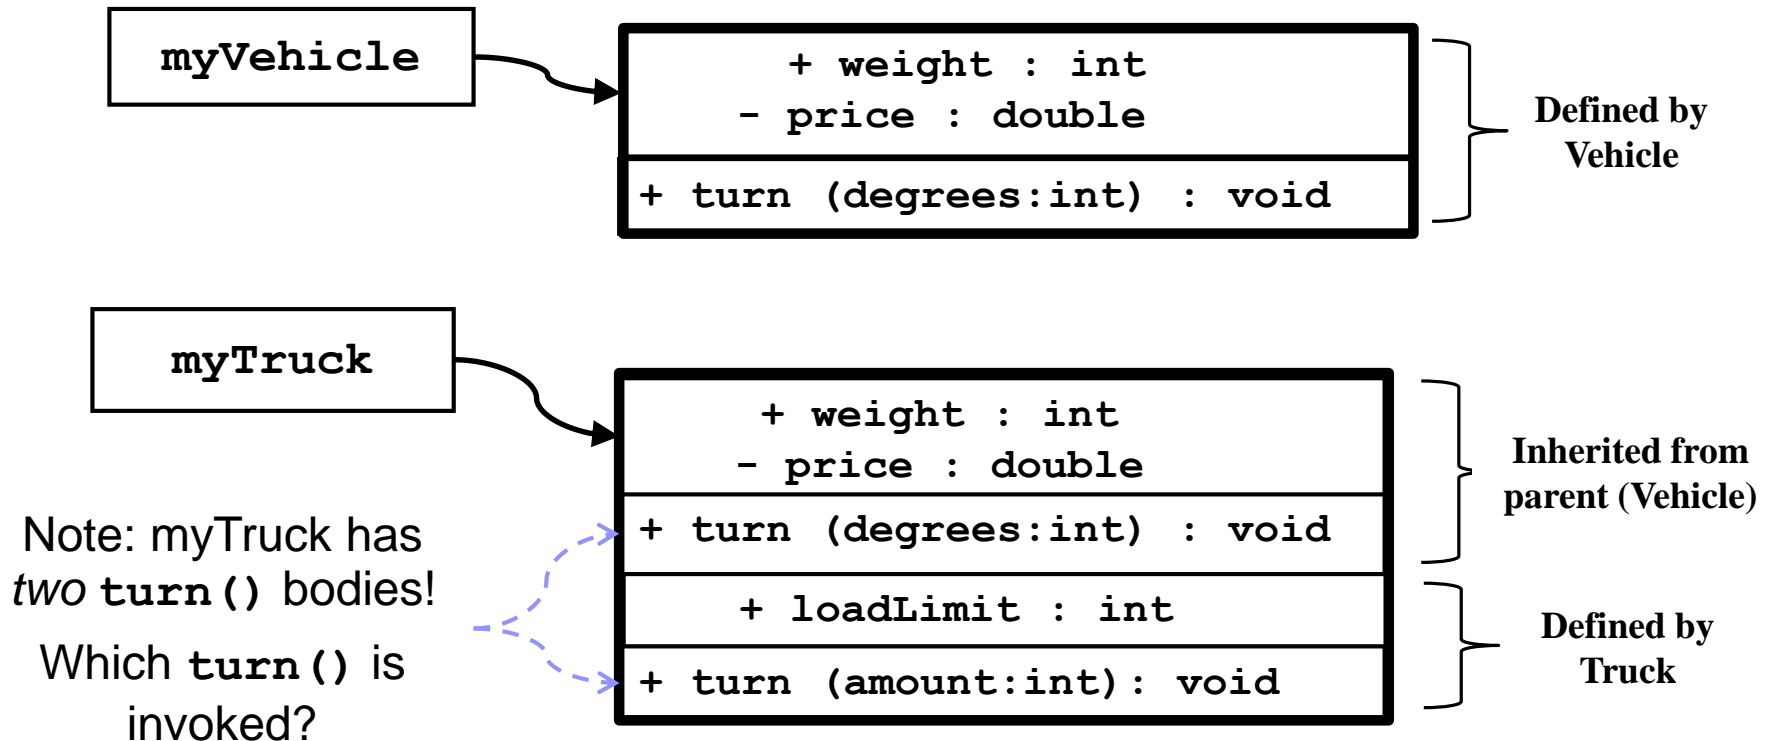 myVehicle
+ weight : int
- price : double
+ turn (degrees:int) : void
Defined by
Vehicle
myTruck
+ weight : int
- price : double
+ turn (degrees:int) : void
Inherited from
parent (Vehicle)
+ loadLimit : int
+ turn (amount:int): void
Defined by
Truck
Note: myTruck has
two turn() bodies!
Which turn() is
invoked?